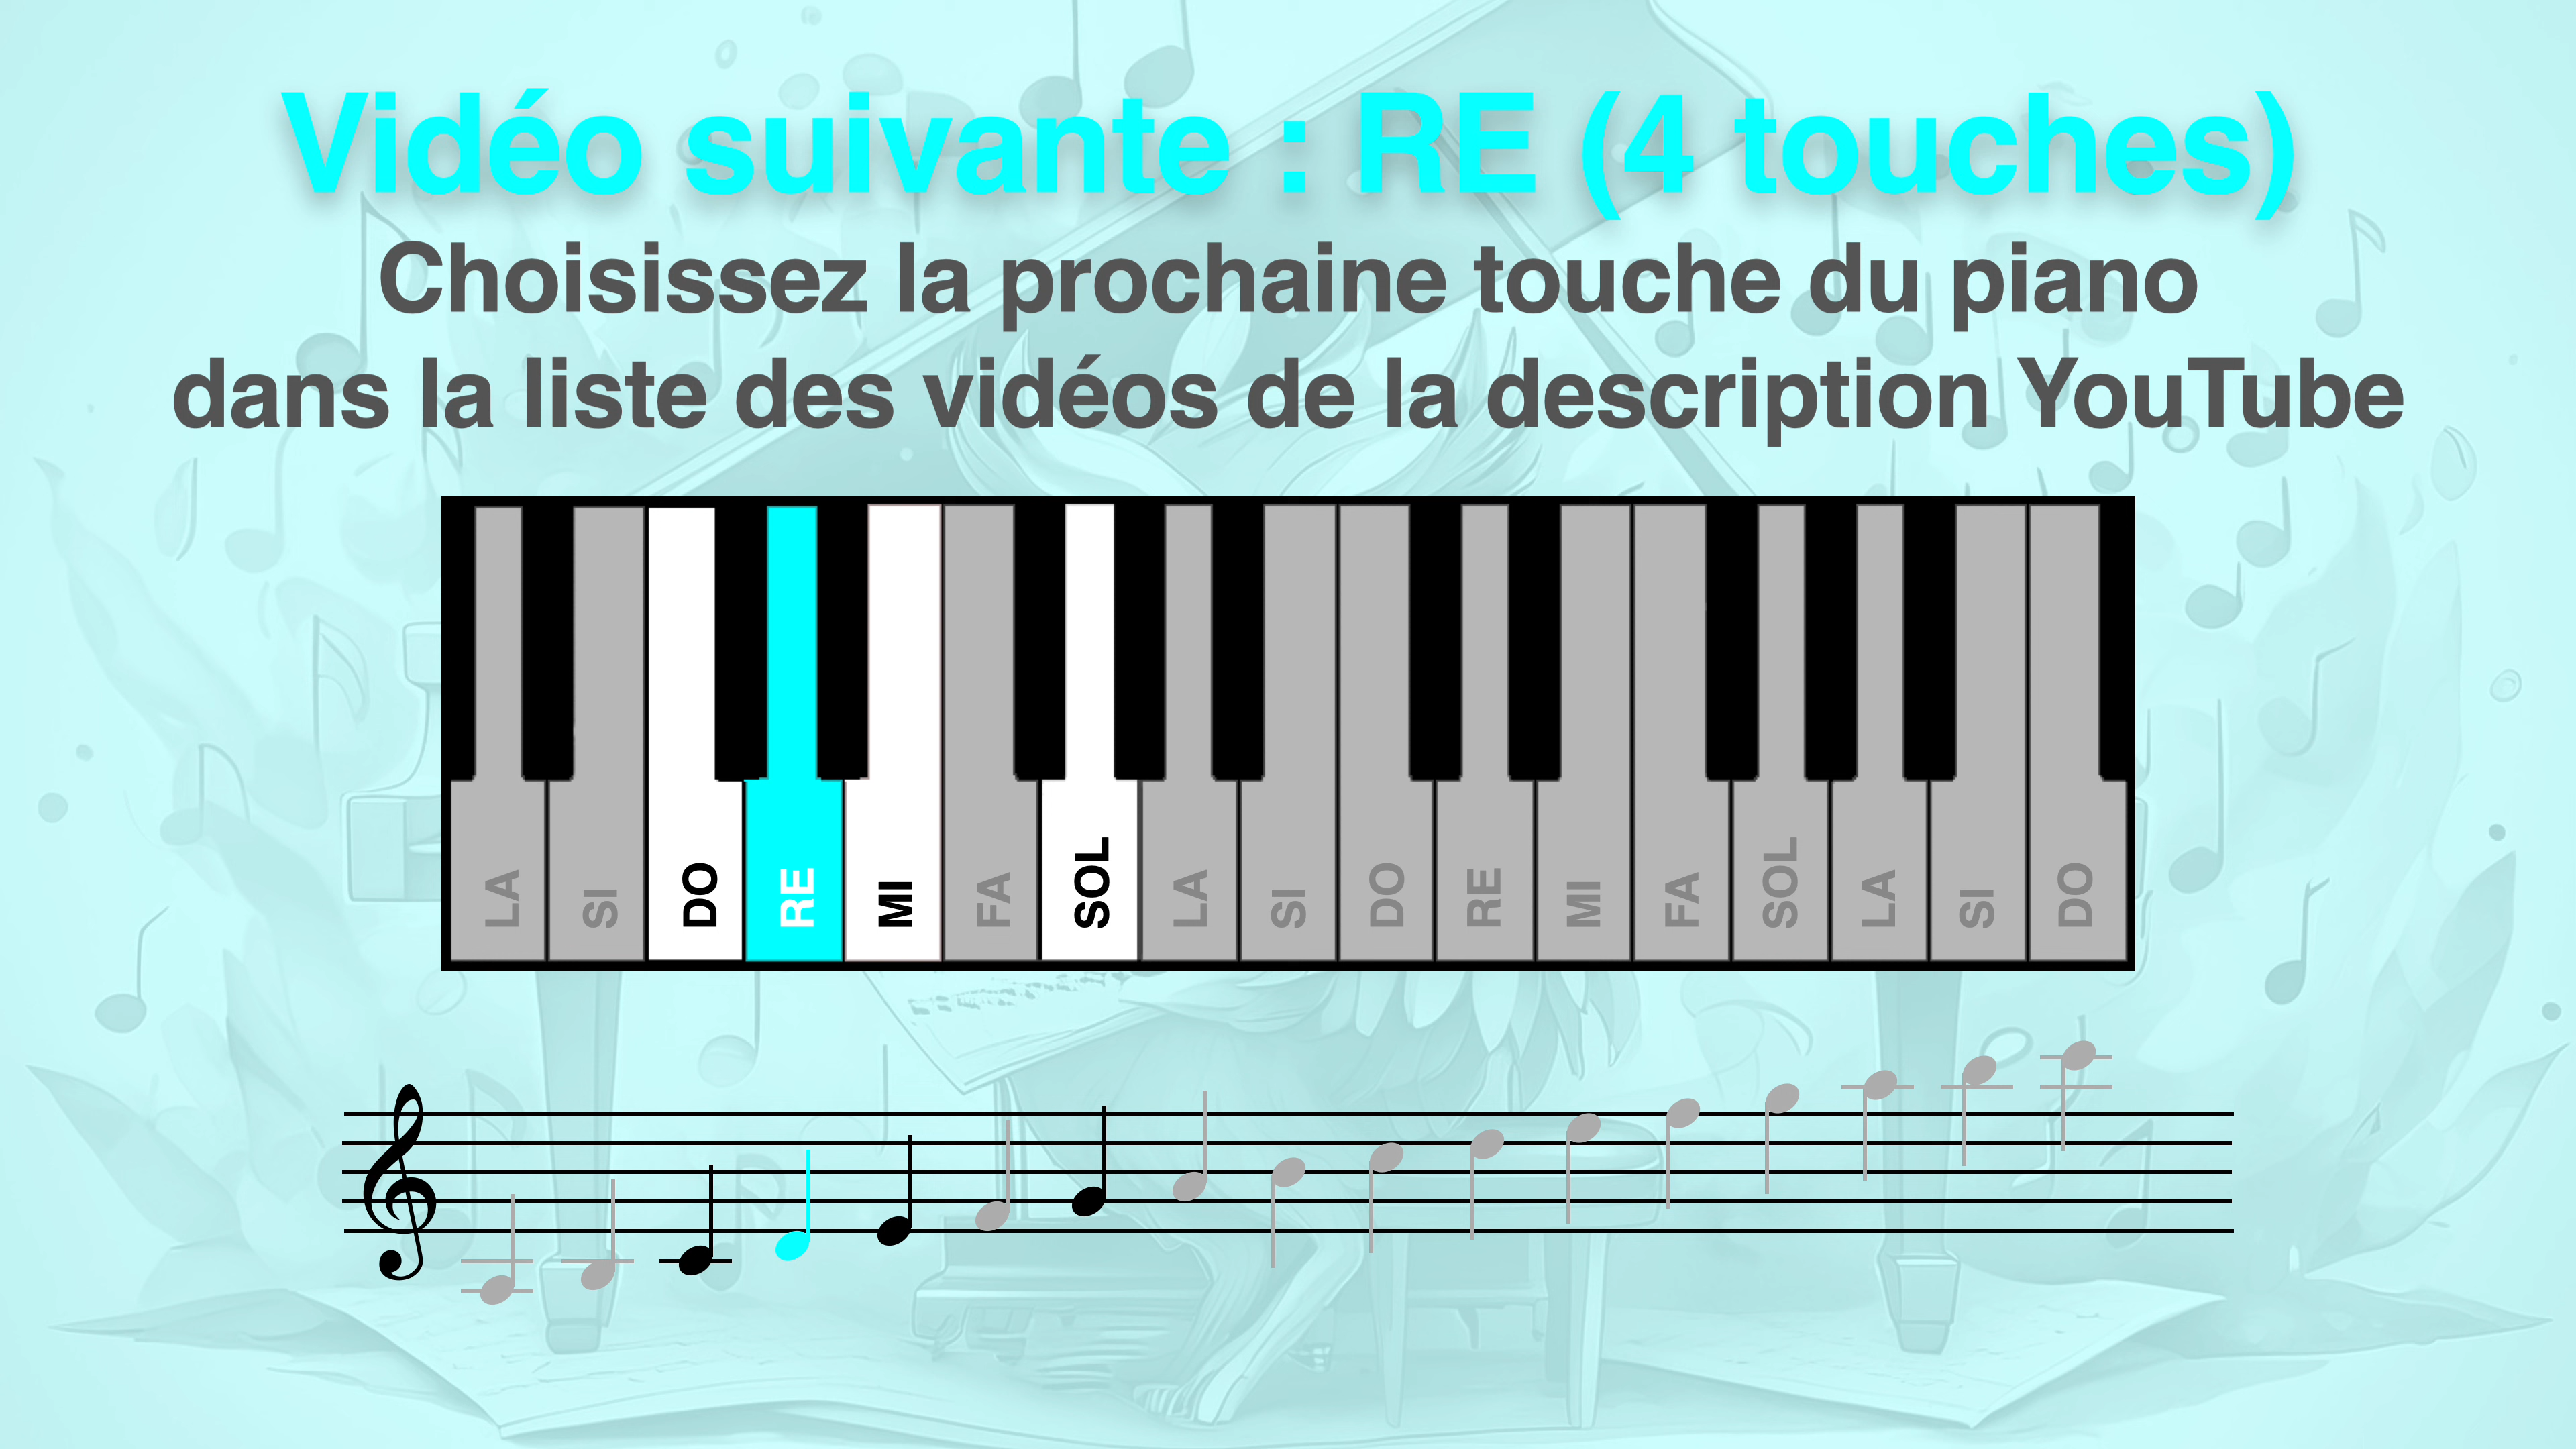 Vidéo suivante : RE (4 touches)
Choisissez la prochaine touche du piano
dans la liste des vidéos de la description YouTube
LA SI DO RE MI FA SOL LA SI DO RE MI FA SOL LA SI DO